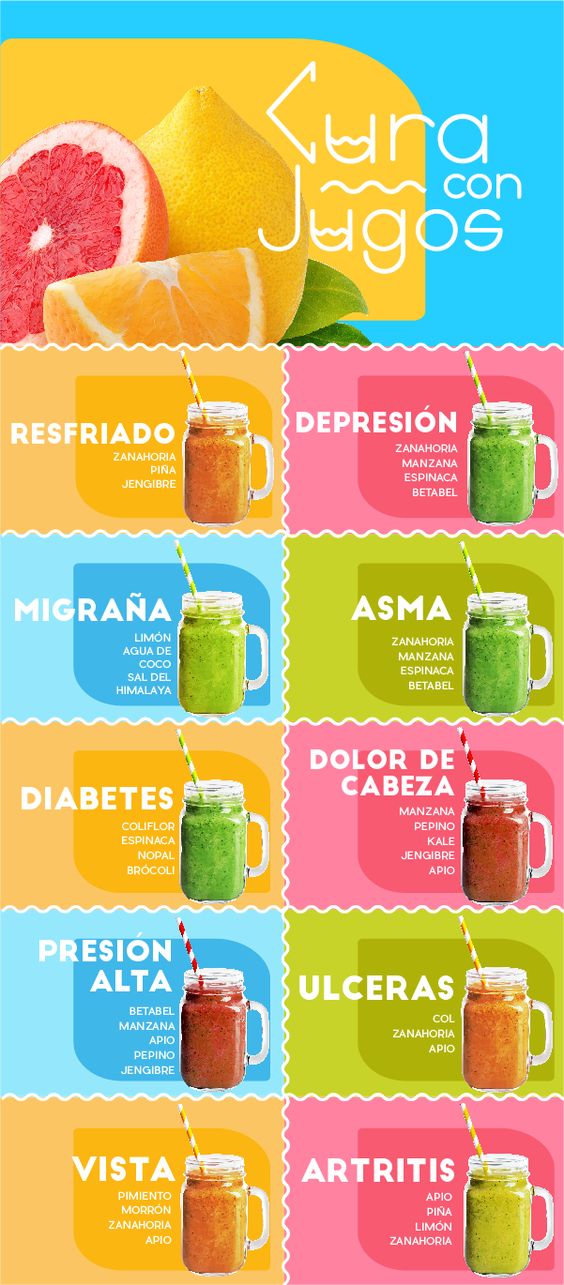 Cura
con
Jugos
RESFRIADO
ZANAHORIA
PIÑA
JENGIBRE
DEPRESIÓN
ZANAHORIA
MANZANA
ESPINACA
BETABEL
MIGRAÑA
LIMÓN
AGUA DE
COCO
SAL DEL
HIMALAYA
ASMA
ZANAHORIA
MANZANA
ESPINACA
BETABEL
DIABETES
COLIFLOR
ESPINACA
NOPAL
BRÓCOLI
DOLOR DE
CABEZA
MANZANA
PEPINO
KALE
JENGIBRE
APIO
PRESIÓN
ALTA
BETABEL
MANZANA
APIO
PEPINO
JENGIBRE
ULCERAS
COL
ZANAHORIA
APIO
VISTA
PIMIENTO
MORRÓN
ZANAHORIA
APIO
ARTRITIS
APIO
PIÑA
LIMÓN
ZANAHORIA